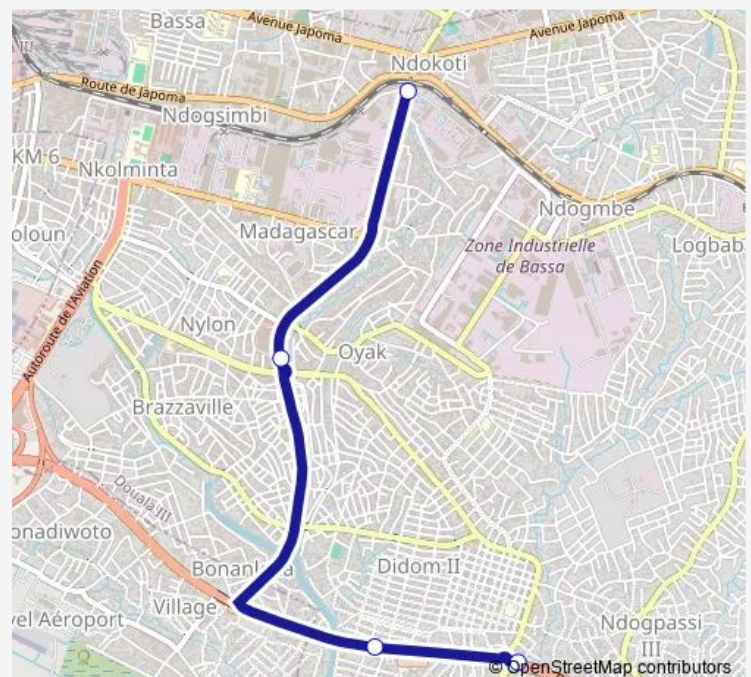 Bassa
Avenue Japoma
Avenue Japoma
III
Ndokoti
Route de Japoma
Ndogsimbi
KM 6
Nkolminta
Ndogmbe
oloun
Madagascar
Zone Industrielle
de Bassa
Logbab
Autoroute de l'Aviation
Nylon
Oyak
Brazzaville
Douala III
onadiwoto
Bonan
Didom II
Village
vel Aéroport
Ndogpassi
III
© OpenStreetMap contributors